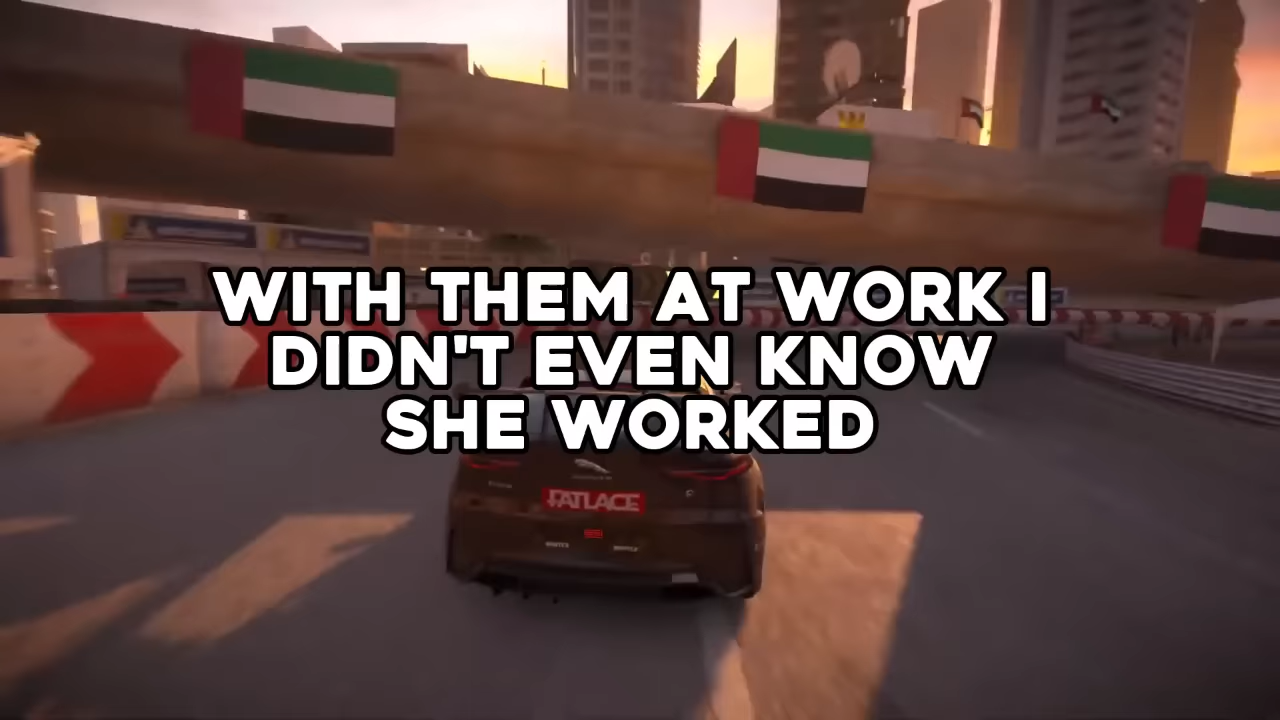 WITH THEM AT WORK I
DIDN'T EVEN KNOW
SHE WORKED
FATLACE